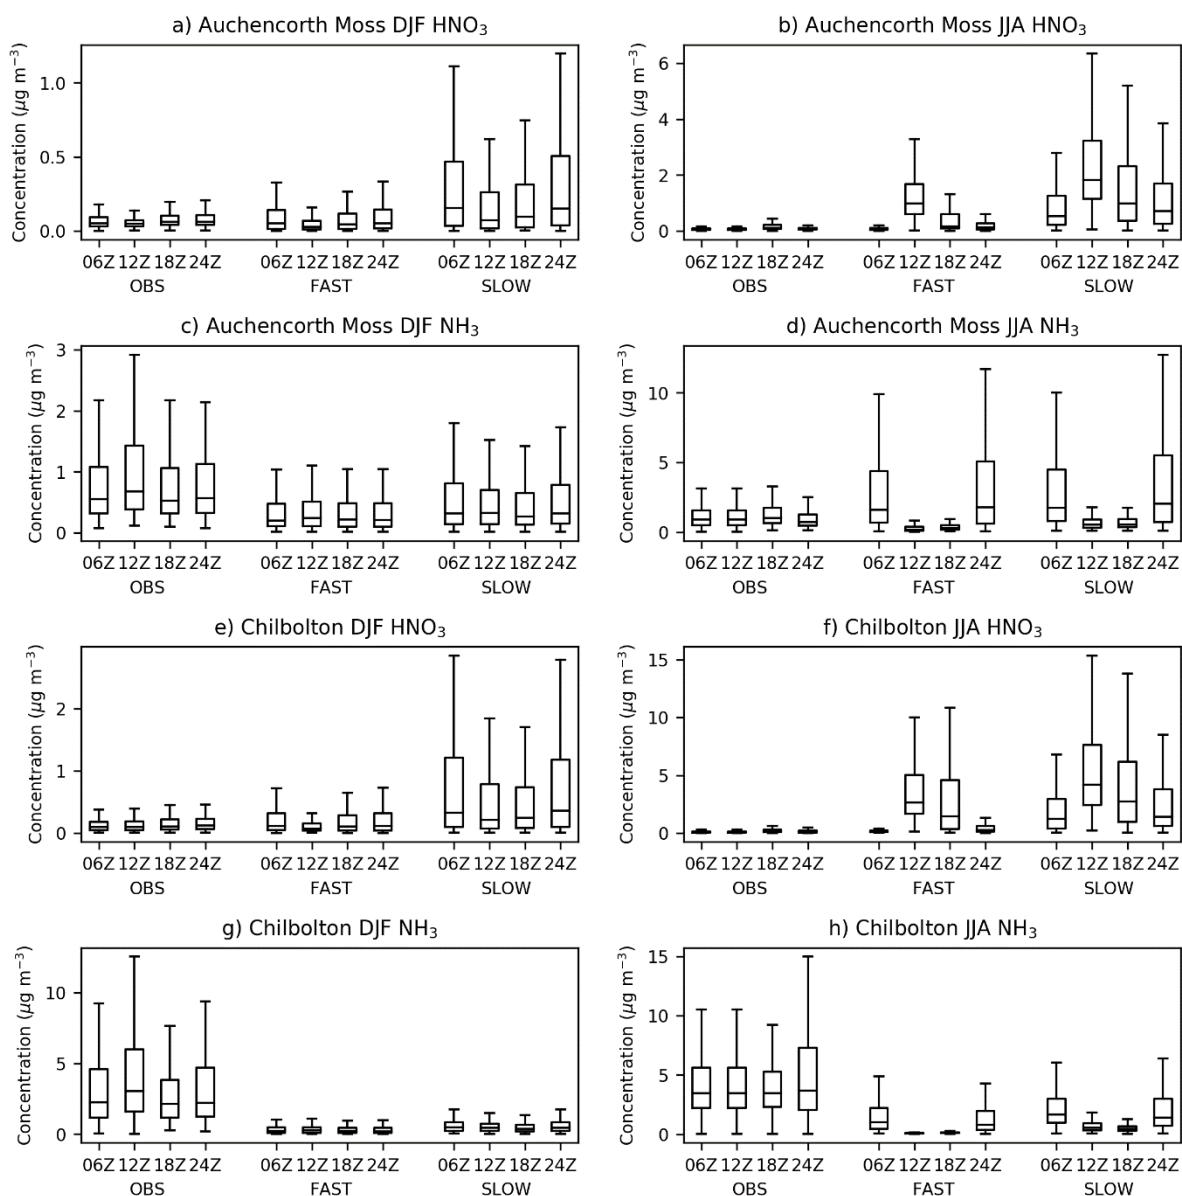 a) Auchencorth Moss DJF HNO₃
Concentration (μg m⁻³)
1.0
0.5
0.0
06Z 12Z 18Z 24Z 06Z 12Z 18Z 24Z 06Z 12Z 18Z 24Z
OBS FAST SLOW
b) Auchencorth Moss JJA HNO₃
Concentration (μg m⁻³)
6
4
2
0
06Z 12Z 18Z 24Z 06Z 12Z 18Z 24Z 06Z 12Z 18Z 24Z
OBS FAST SLOW
c) Auchencorth Moss DJF NH₃
Concentration (μg m⁻³)
3
2
1
0
06Z 12Z 18Z 24Z 06Z 12Z 18Z 24Z 06Z 12Z 18Z 24Z
OBS FAST SLOW
d) Auchencorth Moss JJA NH₃
Concentration (μg m⁻³)
10
5
0
06Z 12Z 18Z 24Z 06Z 12Z 18Z 24Z 06Z 12Z 18Z 24Z
OBS FAST SLOW
e) Chilbolton DJF HNO₃
Concentration (μg m⁻³)
2
1
0
06Z 12Z 18Z 24Z 06Z 12Z 18Z 24Z 06Z 12Z 18Z 24Z
OBS FAST SLOW
f) Chilbolton JJA HNO₃
Concentration (μg m⁻³)
15
10
5
0
06Z 12Z 18Z 24Z 06Z 12Z 18Z 24Z 06Z 12Z 18Z 24Z
OBS FAST SLOW
g) Chilbolton DJF NH₃
Concentration (μg m⁻³)
10
5
0
06Z 12Z 18Z 24Z 06Z 12Z 18Z 24Z 06Z 12Z 18Z 24Z
OBS FAST SLOW
h) Chilbolton JJA NH₃
Concentration (μg m⁻³)
15
10
5
0
06Z 12Z 18Z 24Z 06Z 12Z 18Z 24Z 06Z 12Z 18Z 24Z
OBS FAST SLOW